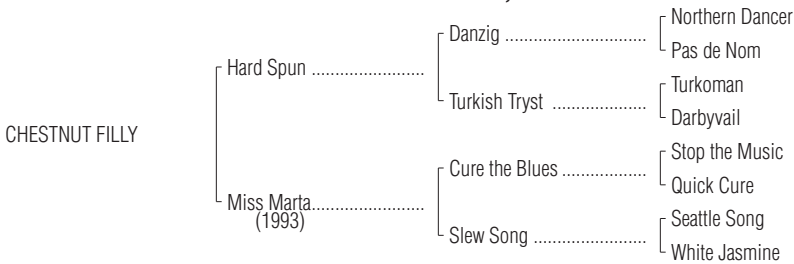 Northern Dancer
Danzig ..............................
Pas de Nom
Hard Spun ........................
Turkoman
Turkish Tryst ....................
Darbyvail
CHESTNUT FILLY
Stop the Music
Cure the Blues ..................
Quick Cure
Miss Marta........................
(1993)
Seattle Song
Slew Song ........................
White Jasmine